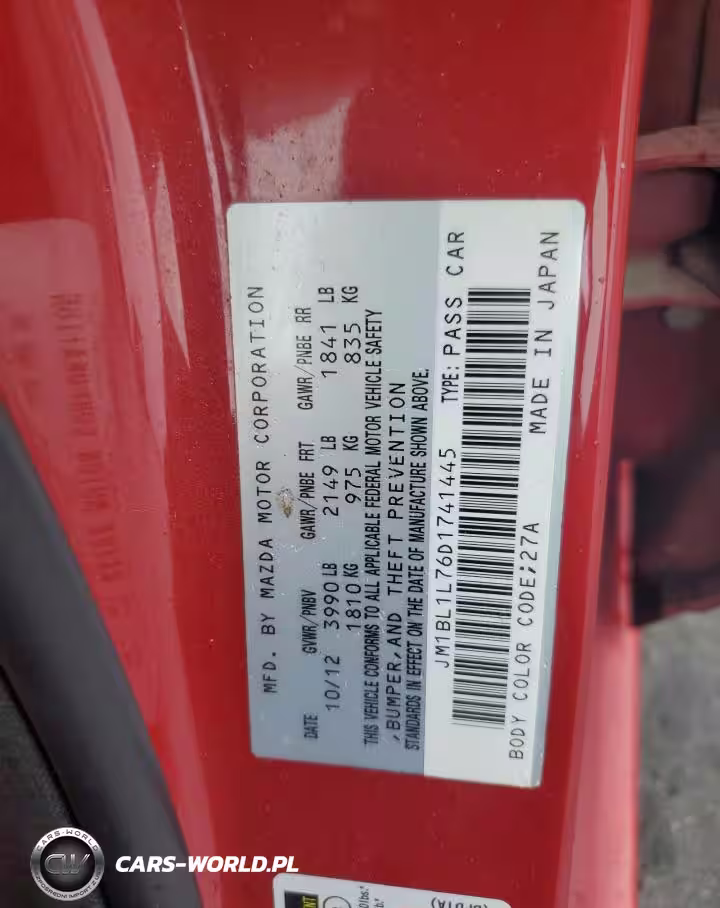 MFD. BY MAZDA MOTOR CORPORATION
DATE GVWR/PNBV GAWR/PNBE FRT. GAWR/PNBE RR
10/12 3990 LB 2149 LB 1841 LB
1810 KG 975 KG 835 KG
THIS VEHICLE CONFORMS TO ALL APPLICABLE FEDERAL MOTOR VEHICLE SAFETY
,BUMPER, AND THEFT PREVENTION
STANDARDS IN EFFECT ON THE DATE OF MANUFACTURE SHOWN ABOVE.
JM1BL1L76D1741445 TYPE: PASS CAR
BODY COLOR CODE;27A MADE IN JAPAN
CARS-WORLD
CW
CARS-WORLD.PL